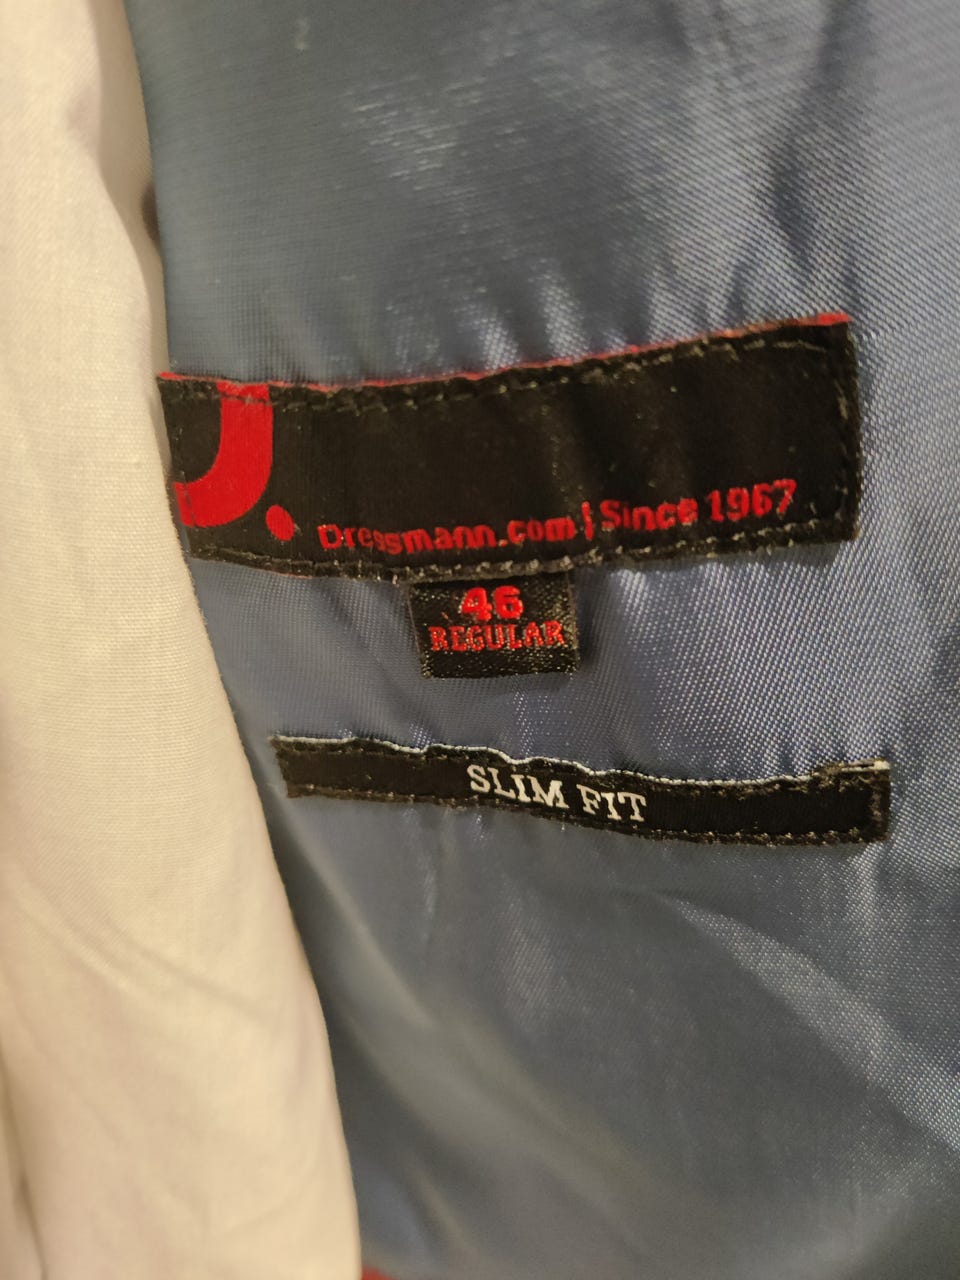 D.
Dressmann.com | Since 1967
46
REGULAR
SLIM FIT